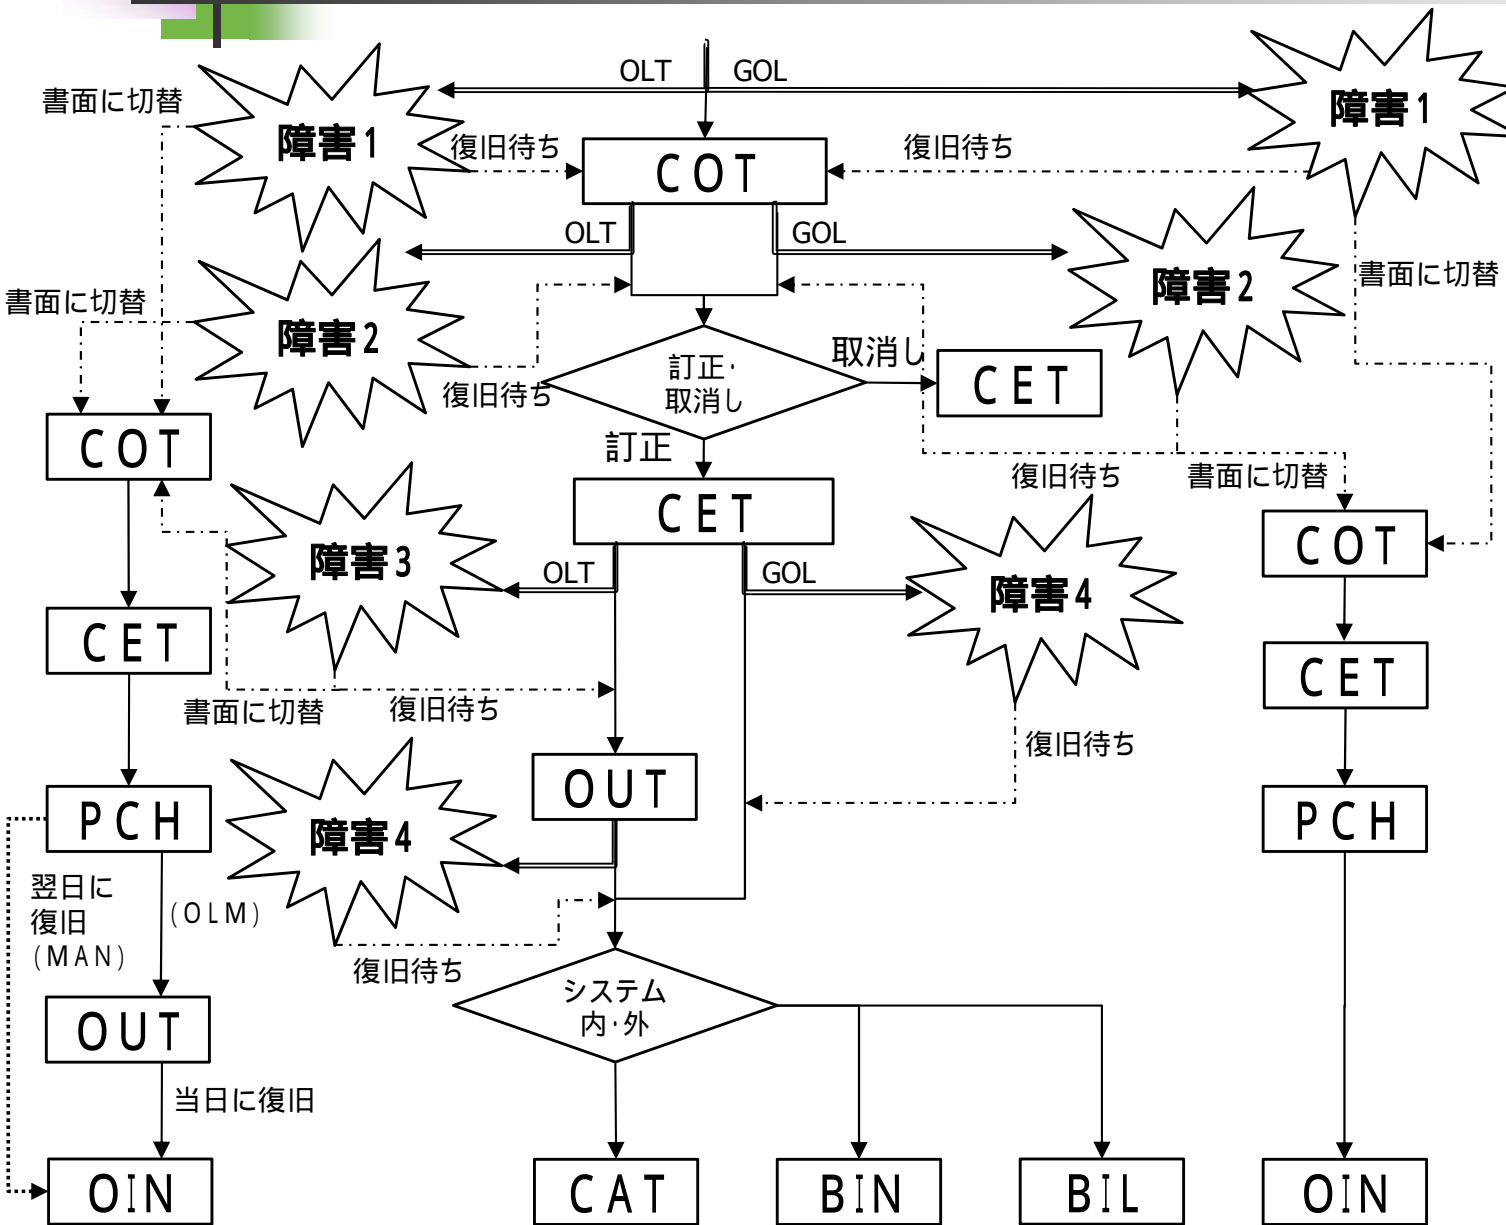 OLT
GOL
書面に切替
障害1
障害1
復旧待ち
復旧待ち
COT
OLT
GOL
書面に切替
障害2
書面に切替
障害2
取消し
訂正・
取消し
CET
復旧待ち
訂正
COT
復旧待ち
書面に切替
CET
障害3
COT
OLT
GOL
障害4
CET
CET
書面に切替
復旧待ち
復旧待ち
OUT
PCH
PCH
障害4
翌日に
復旧
(MAN)
(OLM)
復旧待ち
システム
内・外
OUT
当日に復旧
OIN
CAT
BIN
BIL
OIN